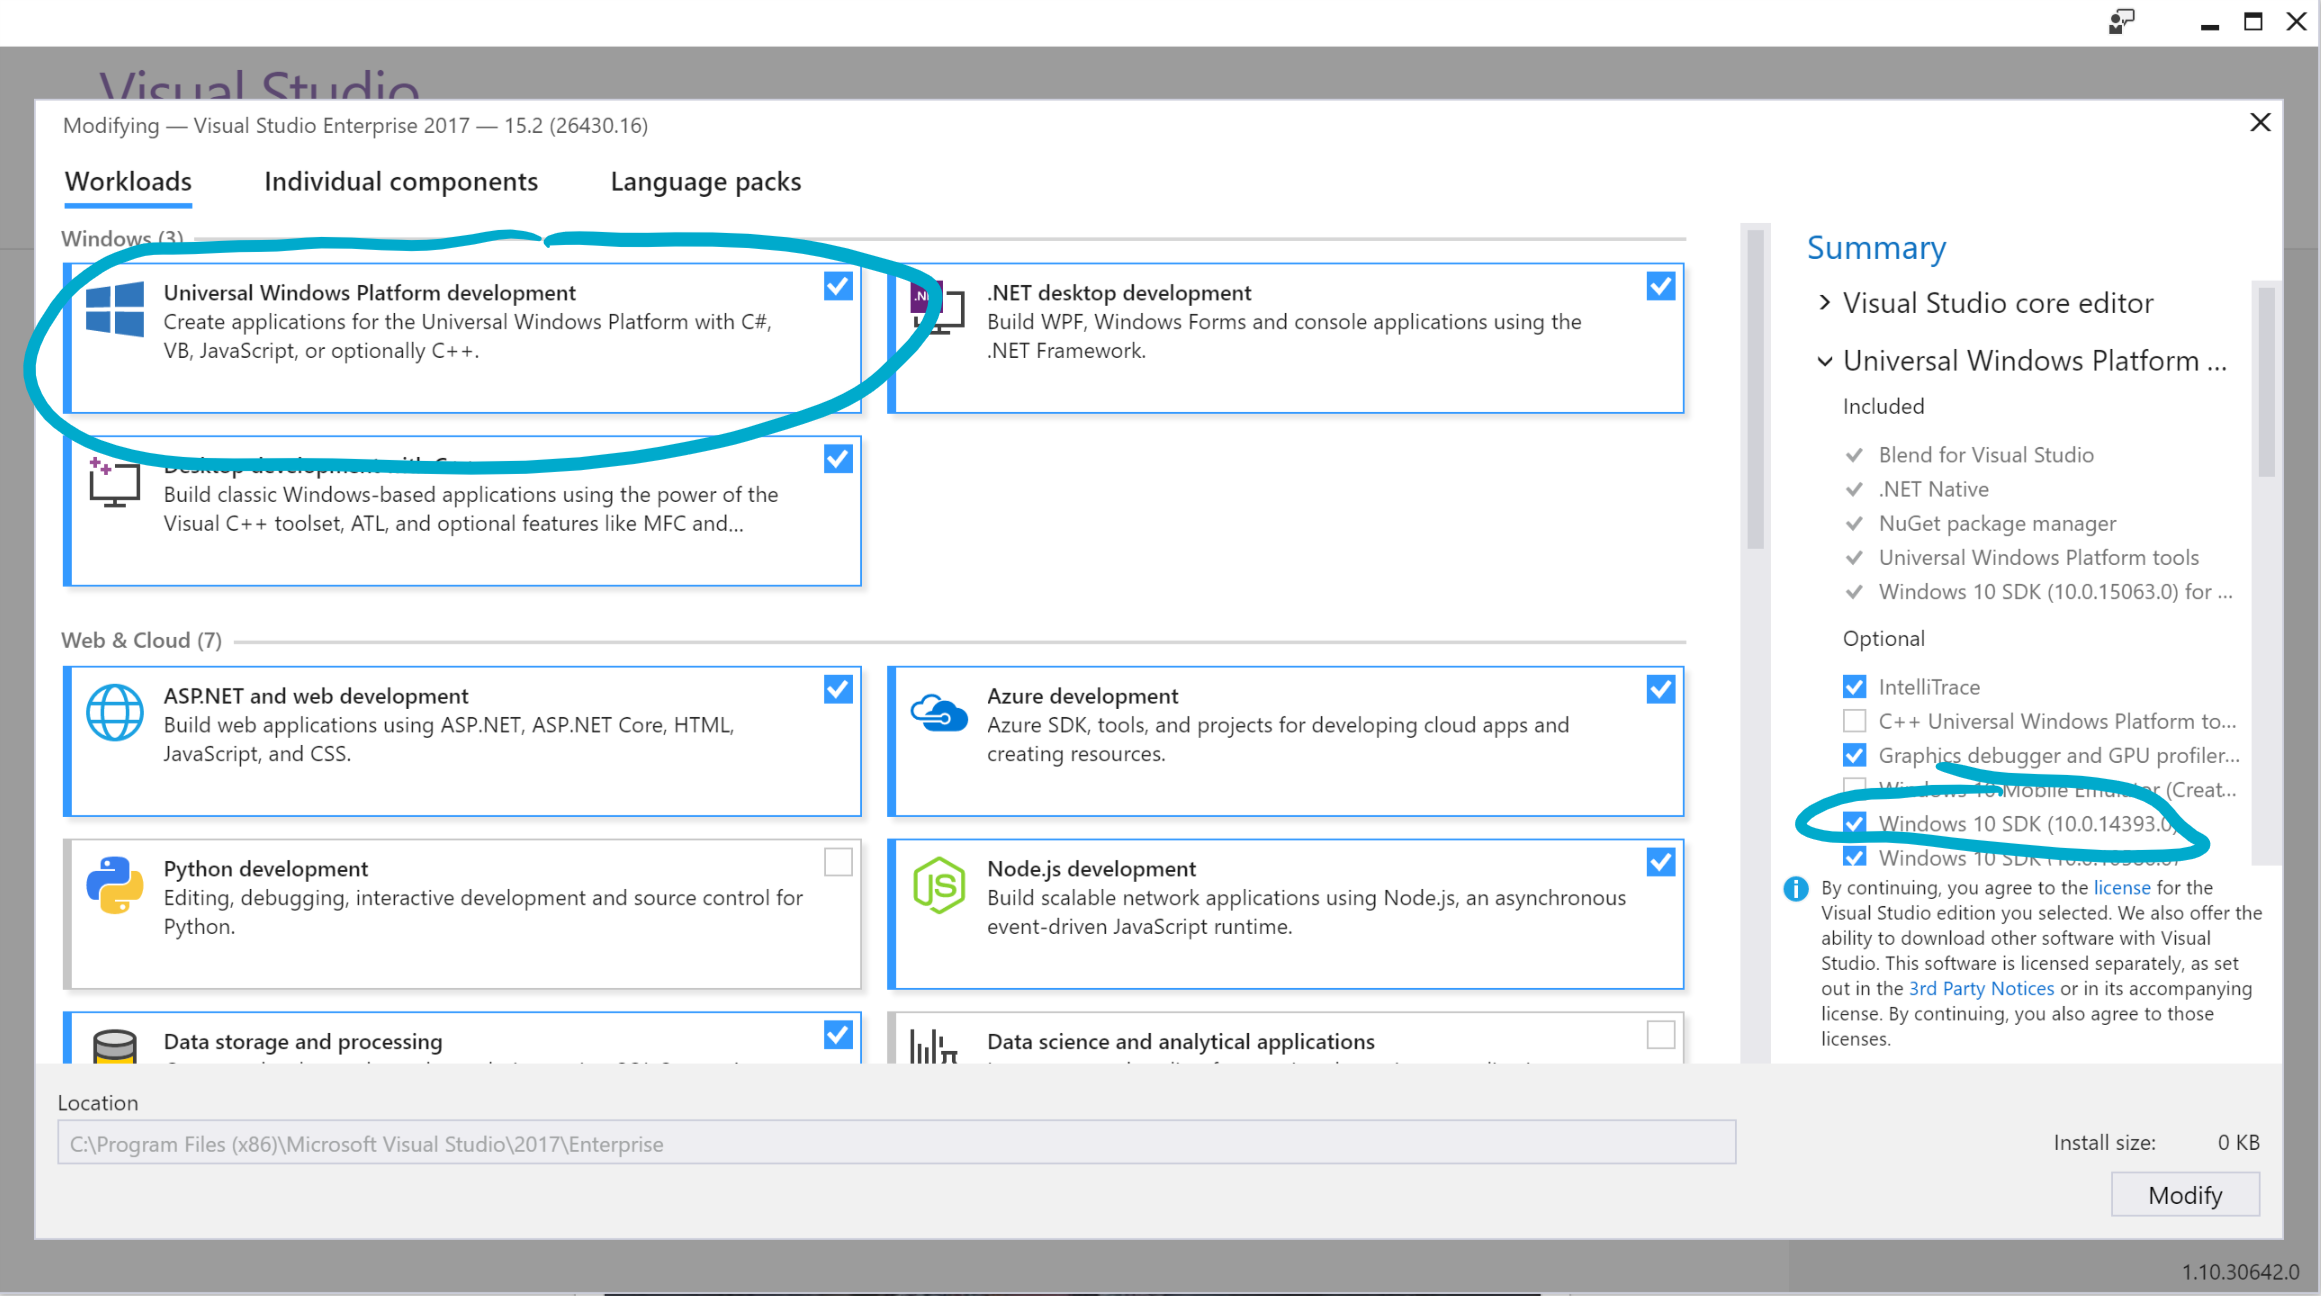 Visual Studio
Modifying — Visual Studio Enterprise 2017 — 15.2 (26430.16)
Workloads
Individual components
Language packs
Windows (3)
Universal Windows Platform development
Create applications for the Universal Windows Platform with C#,
VB, JavaScript, or optionally C++.
.NET desktop development
Build WPF, Windows Forms and console applications using the
.NET Framework.
Desktop development with C++
Build classic Windows-based applications using the power of the
Visual C++ toolset, ATL, and optional features like MFC and...
Web & Cloud (7)
ASP.NET and web development
Build web applications using ASP.NET, ASP.NET Core, HTML,
JavaScript, and CSS.
Azure development
Azure SDK, tools, and projects for developing cloud apps and
creating resources.
Python development
Editing, debugging, interactive development and source control for
Python.
JS
Node.js development
Build scalable network applications using Node.js, an asynchronous
event-driven JavaScript runtime.
Data storage and processing
Data science and analytical applications
Summary
Visual Studio core editor
Universal Windows Platform ...
Included
Blend for Visual Studio
.NET Native
NuGet package manager
Universal Windows Platform tools
Windows 10 SDK (10.0.15063.0) for ...
Optional
IntelliTrace
C++ Universal Windows Platform to...
Graphics debugger and GPU profiler...
Windows 10 Mobile Emulator (Creat...
Windows 10 SDK (10.0.14393.0)
Windows 10 SDK (10.0.10586.0)
By continuing, you agree to the license for the
Visual Studio edition you selected. We also offer the
ability to download other software with Visual
Studio. This software is licensed separately, as set
out in the 3rd Party Notices or in its accompanying
license. By continuing, you also agree to those
licenses.
Location
C:\Program Files (x86)\Microsoft Visual Studio\2017\Enterprise
Install size: 0 KB
Modify
1.10.30642.0